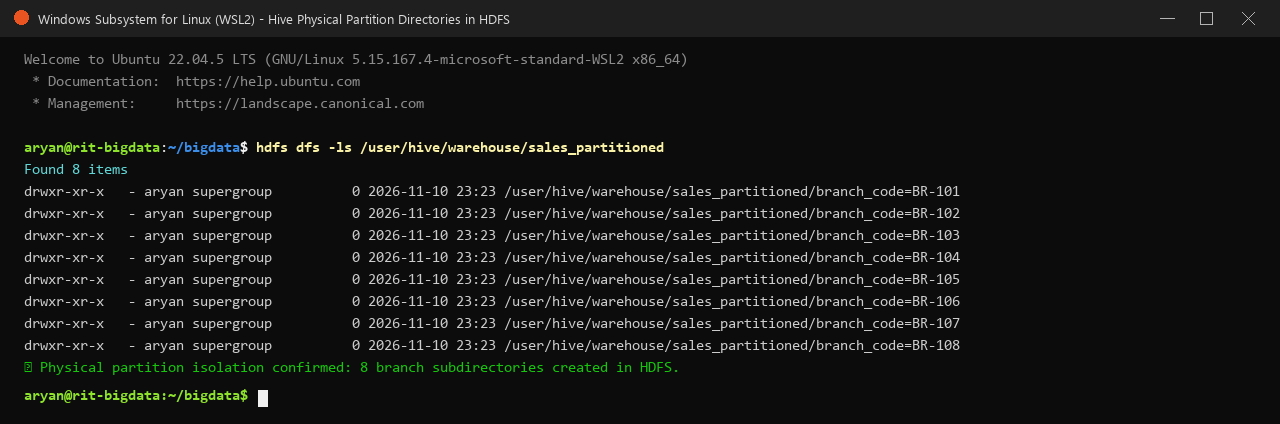 Windows Subsystem for Linux (WSL2) - Hive Physical Partition Directories in HDFS
Welcome to Ubuntu 22.04.5 LTS (GNU/Linux 5.15.167.4-microsoft-standard-WSL2 x86_64)
* Documentation:  https://help.ubuntu.com
* Management:     https://landscape.canonical.com
aryan@rit-bigdata:~/bigdata$ hdfs dfs -ls /user/hive/warehouse/sales_partitioned
Found 8 items
drwxr-xr-x   - aryan supergroup          0 2026-11-10 23:23 /user/hive/warehouse/sales_partitioned/branch_code=BR-101
drwxr-xr-x   - aryan supergroup          0 2026-11-10 23:23 /user/hive/warehouse/sales_partitioned/branch_code=BR-102
drwxr-xr-x   - aryan supergroup          0 2026-11-10 23:23 /user/hive/warehouse/sales_partitioned/branch_code=BR-103
drwxr-xr-x   - aryan supergroup          0 2026-11-10 23:23 /user/hive/warehouse/sales_partitioned/branch_code=BR-104
drwxr-xr-x   - aryan supergroup          0 2026-11-10 23:23 /user/hive/warehouse/sales_partitioned/branch_code=BR-105
drwxr-xr-x   - aryan supergroup          0 2026-11-10 23:23 /user/hive/warehouse/sales_partitioned/branch_code=BR-106
drwxr-xr-x   - aryan supergroup          0 2026-11-10 23:23 /user/hive/warehouse/sales_partitioned/branch_code=BR-107
drwxr-xr-x   - aryan supergroup          0 2026-11-10 23:23 /user/hive/warehouse/sales_partitioned/branch_code=BR-108
Physical partition isolation confirmed: 8 branch subdirectories created in HDFS.
aryan@rit-bigdata:~/bigdata$